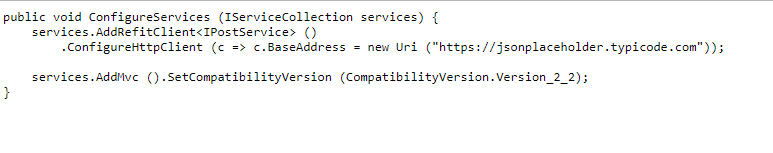 public void ConfigureServices (IServiceCollection services) {
    services.AddRefitClient<IPostService> ()
        .ConfigureHttpClient (c => c.BaseAddress = new Uri ("https://jsonplaceholder.typicode.com"));
    services.AddMvc ().SetCompatibilityVersion (CompatibilityVersion.Version_2_2);
}